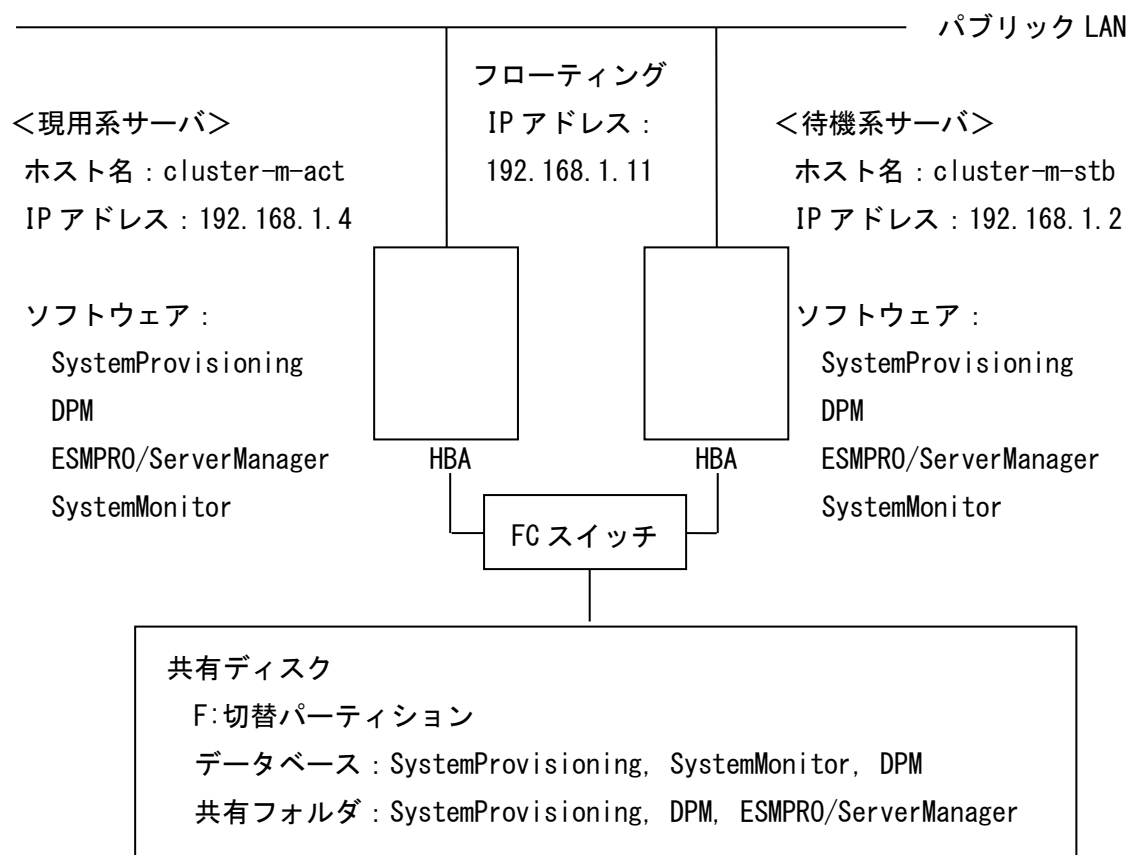 パブリック LAN
フローティング
IP アドレス：
192.168.1.11
＜現用系サーバ＞
ホスト名：cluster-m-act
IP アドレス：192.168.1.4
＜待機系サーバ＞
ホスト名：cluster-m-stb
IP アドレス：192.168.1.2
ソフトウェア：
SystemProvisioning
DPM
ESMPRO/ServerManager
SystemMonitor
ソフトウェア：
SystemProvisioning
DPM
ESMPRO/ServerManager
SystemMonitor
HBA
HBA
FC スイッチ
共有ディスク
F:切替パーティション
データベース：SystemProvisioning, SystemMonitor, DPM
共有フォルダ：SystemProvisioning, DPM, ESMPRO/ServerManager